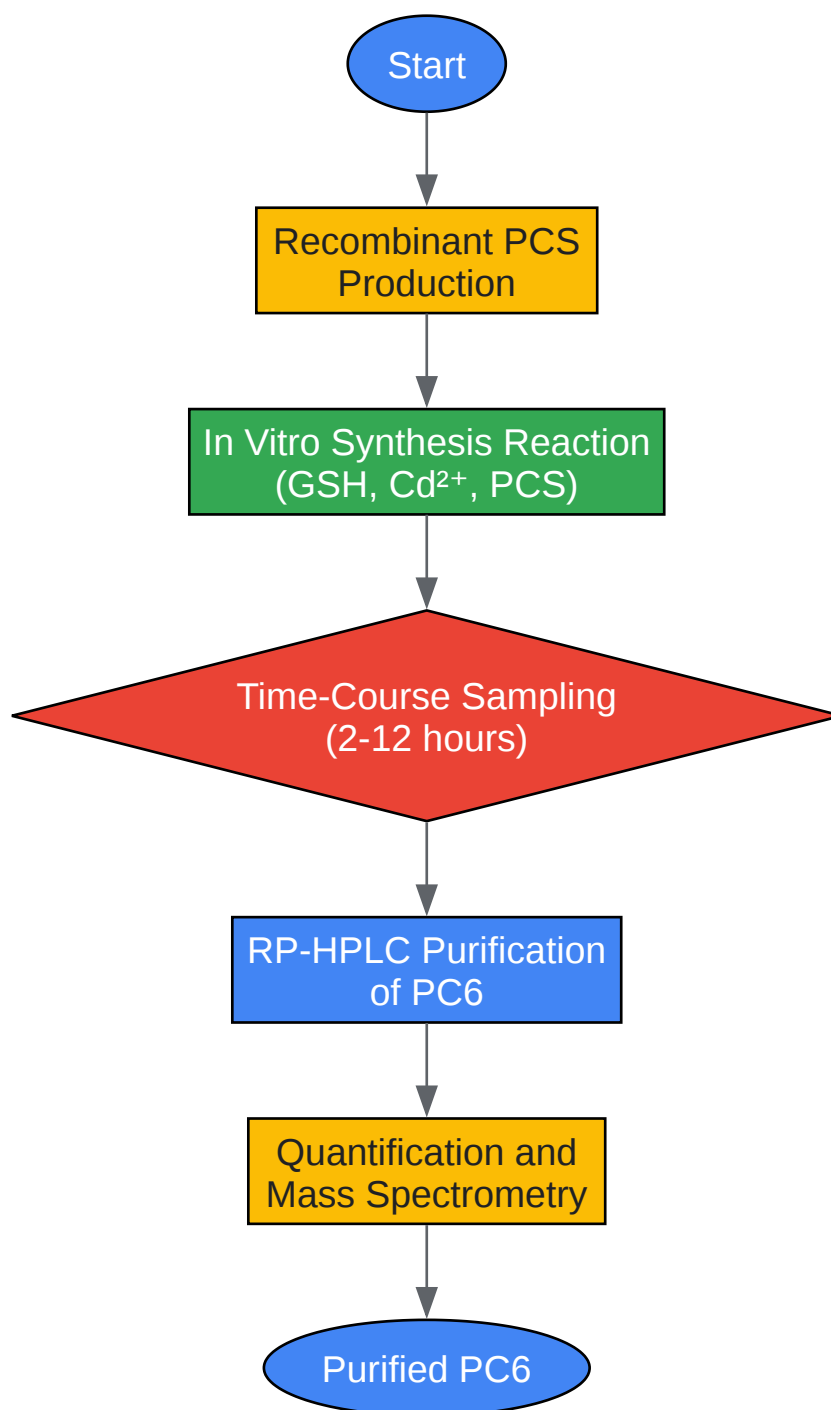 Start
Recombinant PCS
Production
In Vitro Synthesis Reaction
(GSH, Cd²⁺, PCS)
Time-Course Sampling
(2-12 hours)
RP-HPLC Purification
of PC6
Quantification and
Mass Spectrometry
Purified PC6